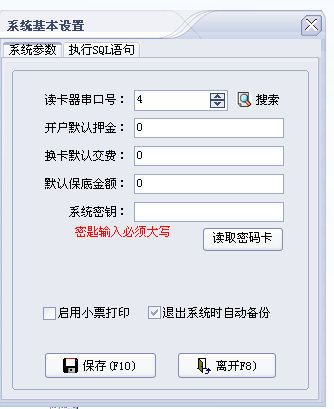 系统基本设置
系统参数 执行SQL语句
读卡器串口号： 4 搜索
开户默认押金： 0
换卡默认交费： 0
默认保底金额： 0
系统密钥：
密匙输入必须大写
读取密码卡
启用小票打印 退出系统时自动备份
保存(F10) 离开F8)